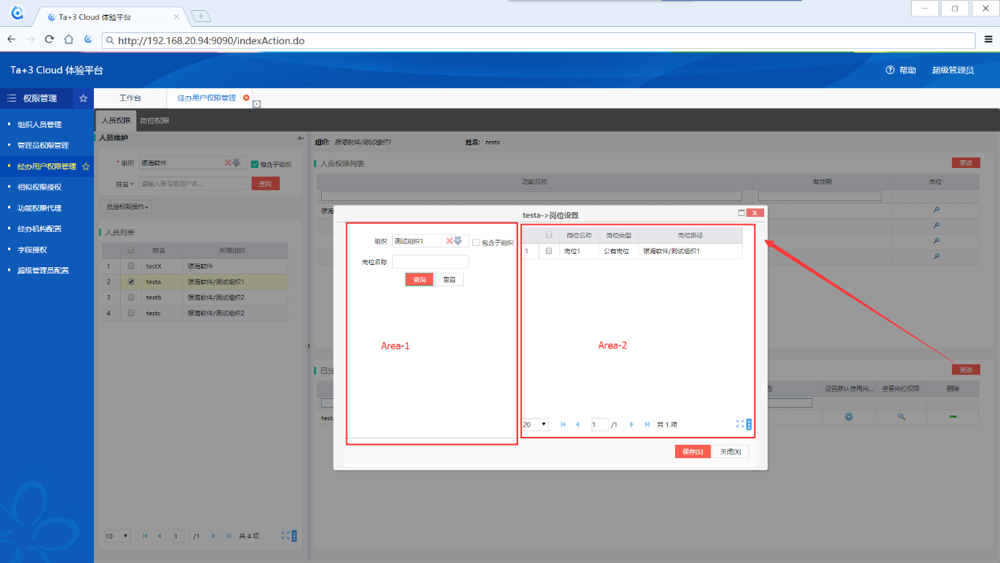 Ta+3 Cloud 体验平台
http://192.168.20.94:9090/indexAction.do
Ta+3 Cloud 体验平台
帮助 超级管理员
权限管理
工作台 经办用户权限管理
组织人员管理
管理员权限管理
经办用户权限管理
相似权限授权
功能权限代理
经办机构配置
字段授权
超级管理员配置
人员权限 岗位权限
人员维护
* 组织 银海软件 包含子组织
姓名 请输入账号或用户名... 查找
批量权限操作
人员列表
姓名 所属组织
1 testX 银海软件
2 testa 银海软件/测试组织1
3 testb 银海软件/测试组织2
4 testc 银海软件/测试组织2
10 1 /1 共 4 项
组织: 银海软件/测试组织1 姓名: testa
人员权限列表 更改
功能名称 有效期 岗位
银海
testa->岗位设置 X
组织 测试组织1 包含子组织
岗位名称
查询 重置
Area-1
岗位名称 岗位类型 岗位路径
1 岗位1 公有岗位 银海软件/测试组织1
Area-2
20 1 /1 共 1 项
保存[S] 关闭[X]
已分 更改
型 设置默认使用岗... 查看岗位权限 删除
testa